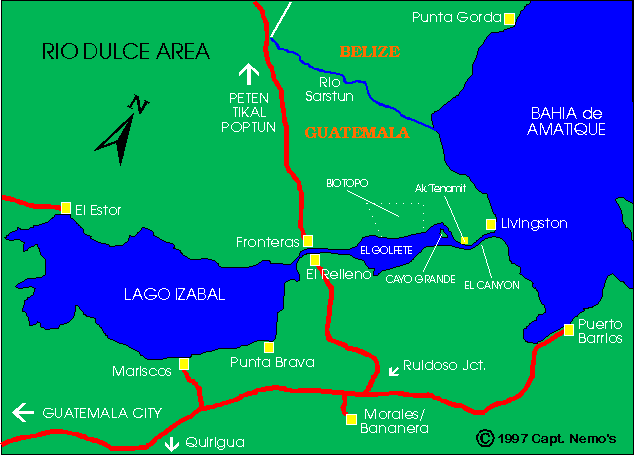 Punta Gorda
RIO DULCE AREA
BELIZE
Rio
Sarstun
N
PETEN
TIKAL
POPTUN
BAHIA de
AMATIQUE
GUATEMALA
BIOTOPO
Ak Tenamit
El Estor
Livingston
Fronteras
EL GOLFETE
El Relleno
CAYO GRANDE
EL CANYON
LAGO IZABAL
Puerto
Barrios
Punta Brava
Mariscos
Ruidoso Jct.
GUATEMALA CITY
Morales/
Bananera
Quirigua
© 1997 Capt. Nemo's